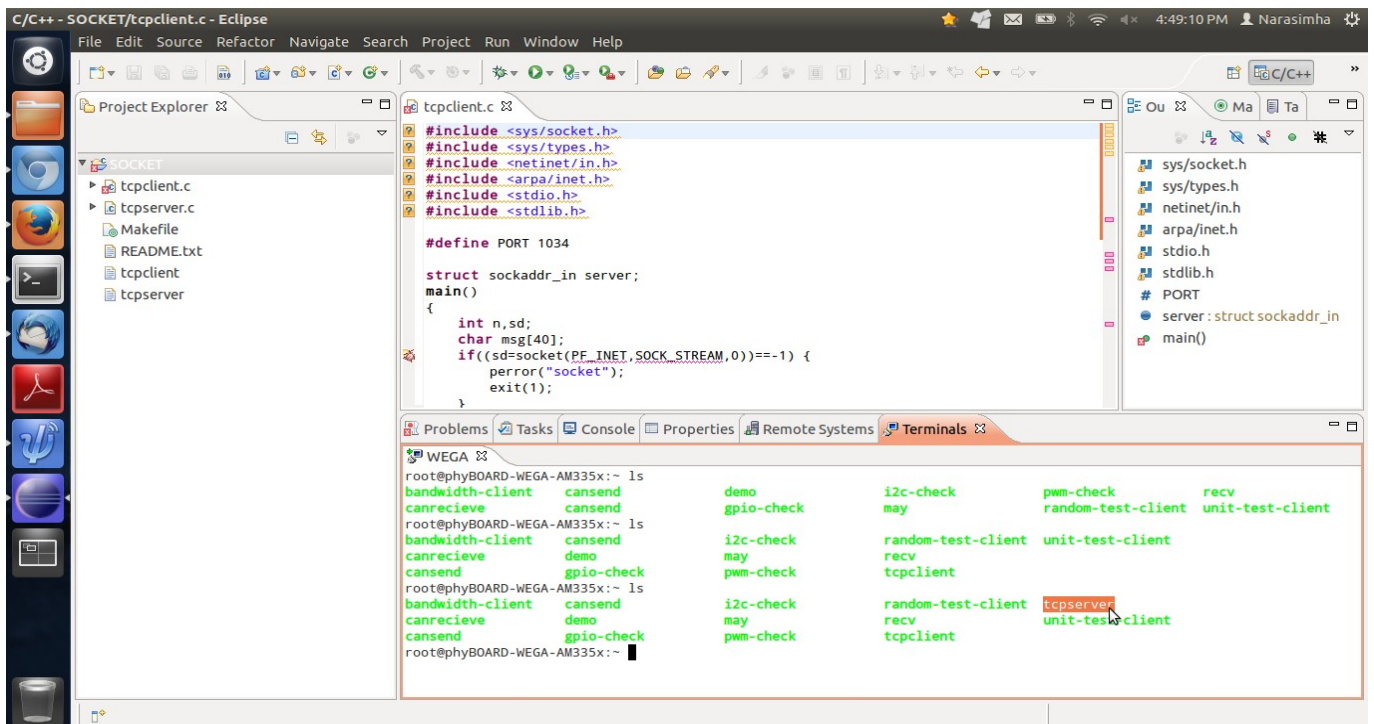 C/C++ - SOCKET/tcpclient.c - Eclipse
4:49:10 PM Narasimha
File Edit Source Refactor Navigate Search Project Run Window Help
C/C++ »
Project Explorer
SOCKET
tcpclient.c
tcpserver.c
Makefile
README.txt
tcpclient
tcpserver
tcpclient.c
#include <sys/socket.h>
#include <sys/types.h>
#include <netinet/in.h>
#include <arpa/inet.h>
#include <stdio.h>
#include <stdlib.h>
#define PORT 1034
struct sockaddr_in server;
main()
{
int n,sd;
char msg[40];
if((sd=socket(PF_INET,SOCK_STREAM,0))==-1) {
perror("socket");
exit(1);
}
Ou Ma Ta
sys/socket.h
sys/types.h
netinet/in.h
arpa/inet.h
stdio.h
stdlib.h
# PORT
server : struct sockaddr_in
main()
Problems Tasks Console Properties Remote Systems Terminals
WEGA
root@phyBOARD-WEGA-AM335x:~ ls
bandwidth-client cansend demo i2c-check pwm-check recv
canrecieve cansend gpio-check may random-test-client unit-test-client
root@phyBOARD-WEGA-AM335x:~ ls
bandwidth-client cansend i2c-check random-test-client unit-test-client
canrecieve demo may recv
cansend gpio-check pwm-check tcpclient
root@phyBOARD-WEGA-AM335x:~ ls
bandwidth-client cansend i2c-check random-test-client tcpserver
canrecieve demo may recv unit-test-client
cansend gpio-check pwm-check tcpclient
root@phyBOARD-WEGA-AM335x:~